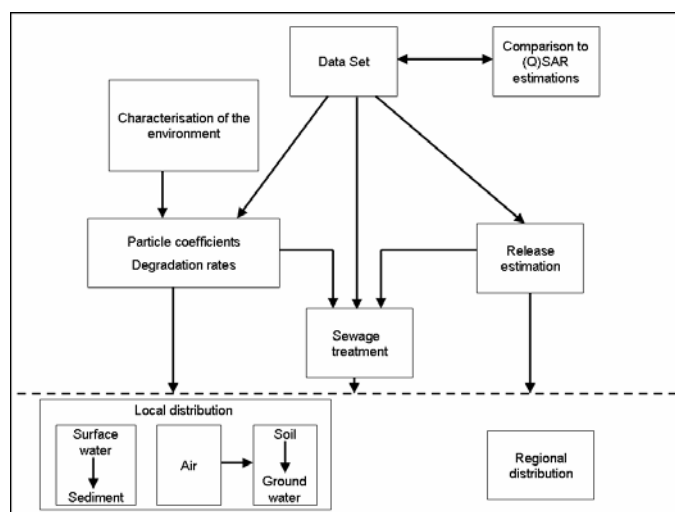 Data Set
Comparison to
(Q)SAR
estimations
Characterisation of the
environment
Particle coefficients
Degradation rates
Release
estimation
Sewage
treatment
Local distribution
Surface
water
Sediment
Air
Soil
Ground
water
Regional
distribution